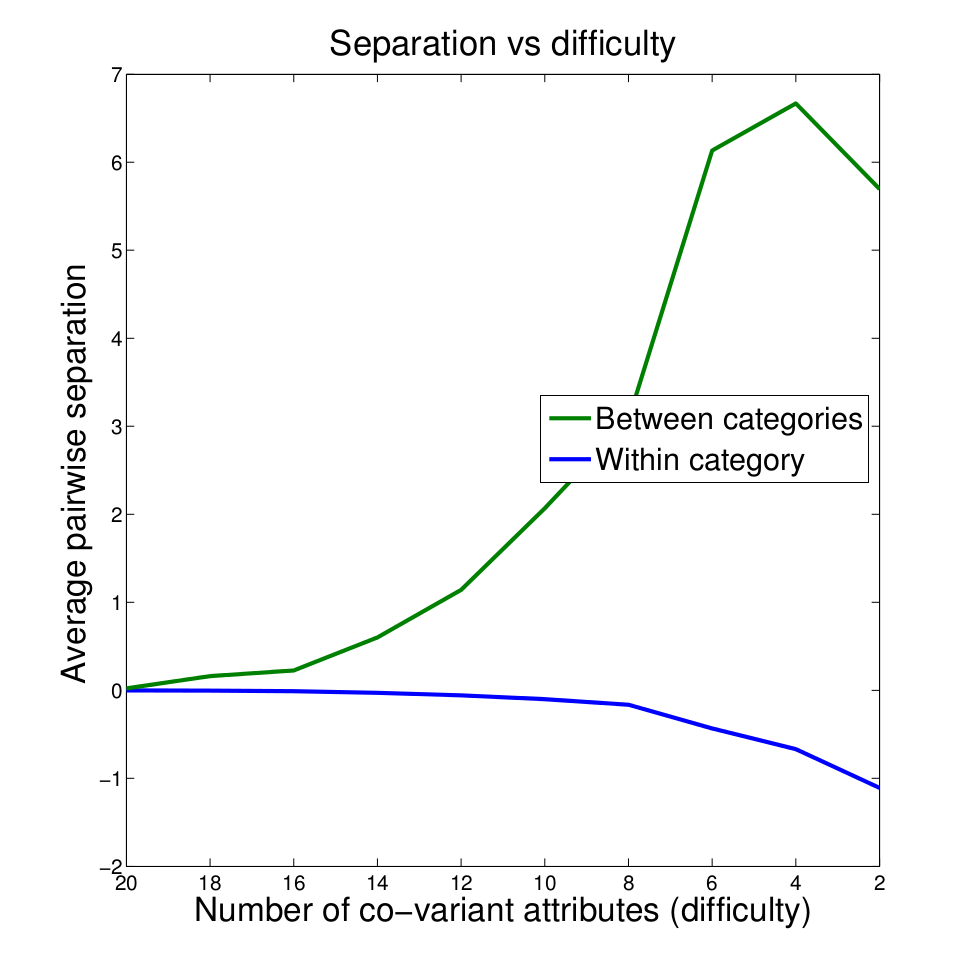 Separation vs difficulty
7
6
5
4
3
2
1
0
−1
−2
Average pairwise separation
Between categories
Within category
20 18 16 14 12 10 8 6 4 2
Number of co−variant attributes (difficulty)